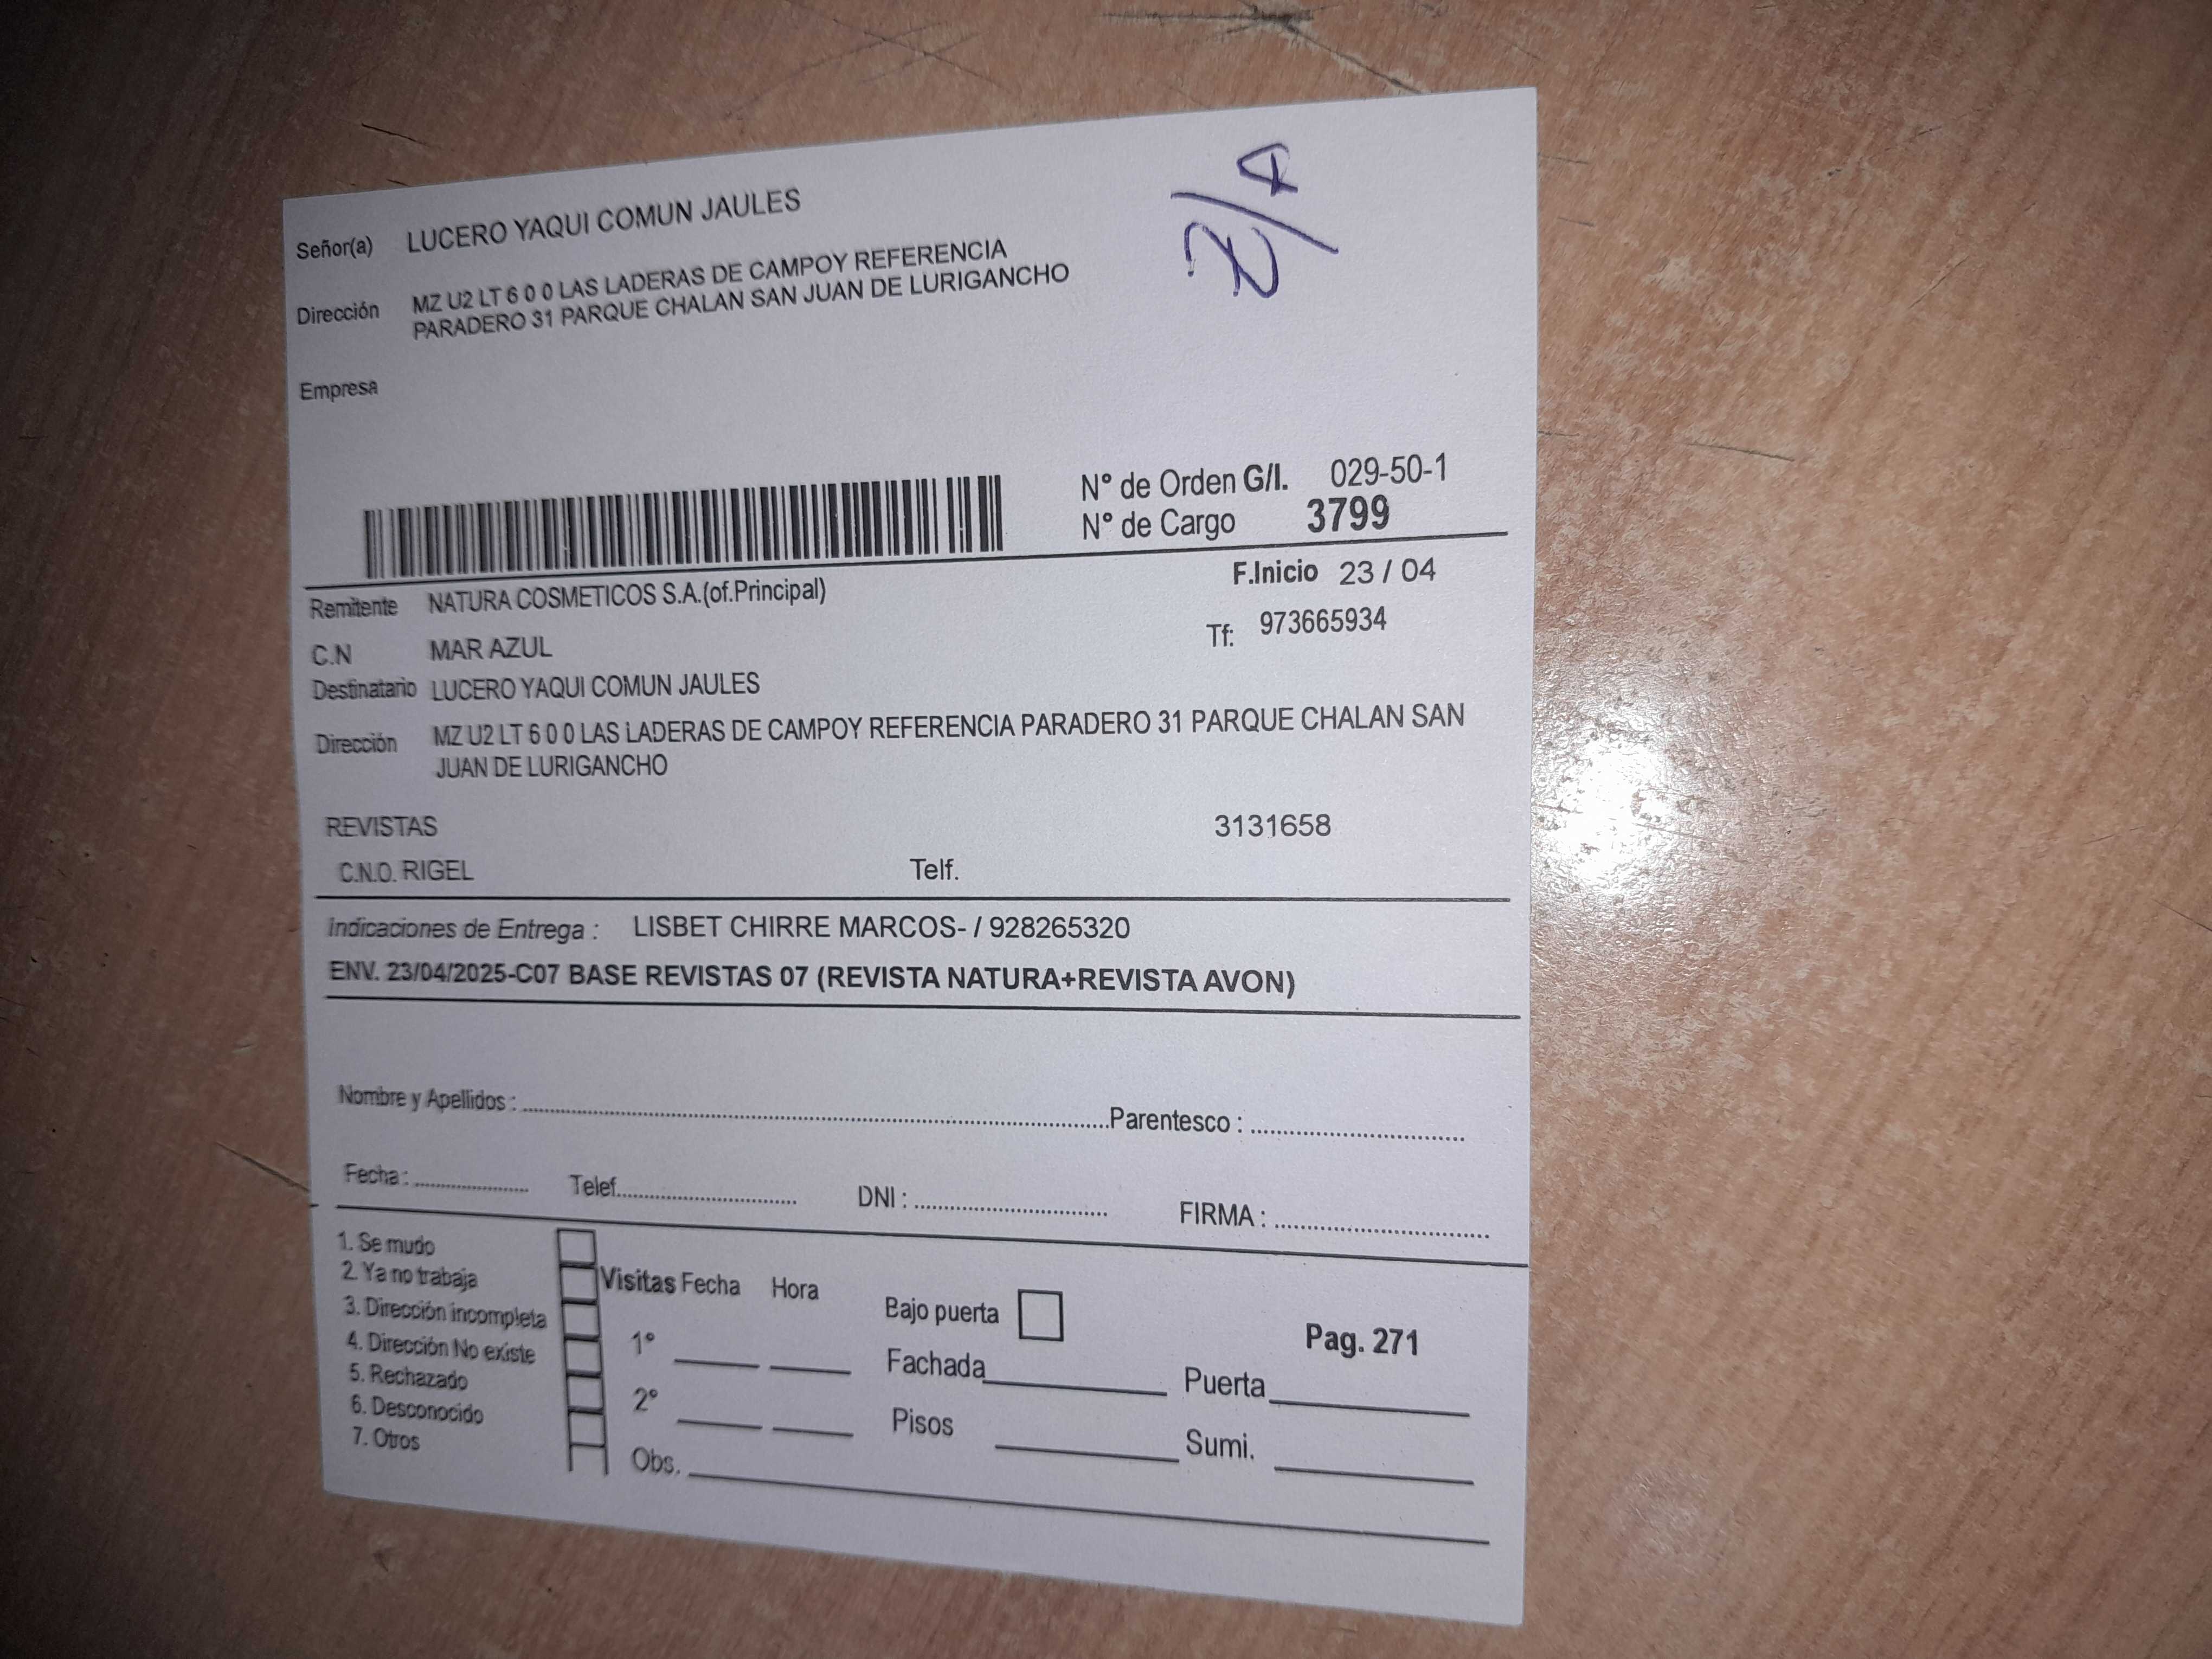 Señor(a) LUCERO YAQUI COMUN JAULES
Dirección MZ U2 LT 6 0 0 LAS LADERAS DE CAMPOY REFERENCIA
PARADERO 31 PARQUE CHALAN SAN JUAN DE LURIGANCHO
Empresa
N° de Orden G/I. 029-50-1
N° de Cargo 3799
F.Inicio 23 / 04
Remitente NATURA COSMETICOS S.A.(of.Principal)
Tf: 973665934
C.N MAR AZUL
Destinatario LUCERO YAQUI COMUN JAULES
Dirección MZ U2 LT 6 0 0 LAS LADERAS DE CAMPOY REFERENCIA PARADERO 31 PARQUE CHALAN SAN
JUAN DE LURIGANCHO
REVISTAS 3131658
C.N.O. RIGEL Telf.
Indicaciones de Entrega : LISBET CHIRRE MARCOS- / 928265320
ENV. 23/04/2025-C07 BASE REVISTAS 07 (REVISTA NATURA+REVISTA AVON)
Nombre y Apellidos : Parentesco :
Fecha : Telef. DNI : FIRMA :
1. Se mudo
2. Ya no trabaja
3. Dirección incompleta
4. Dirección No existe
5. Rechazado
6. Desconocido
7. Otros
Visitas Fecha Hora
1°
2°
Obs.
Bajo puerta
Fachada
Pisos
Pag. 271
Puerta
Sumi.